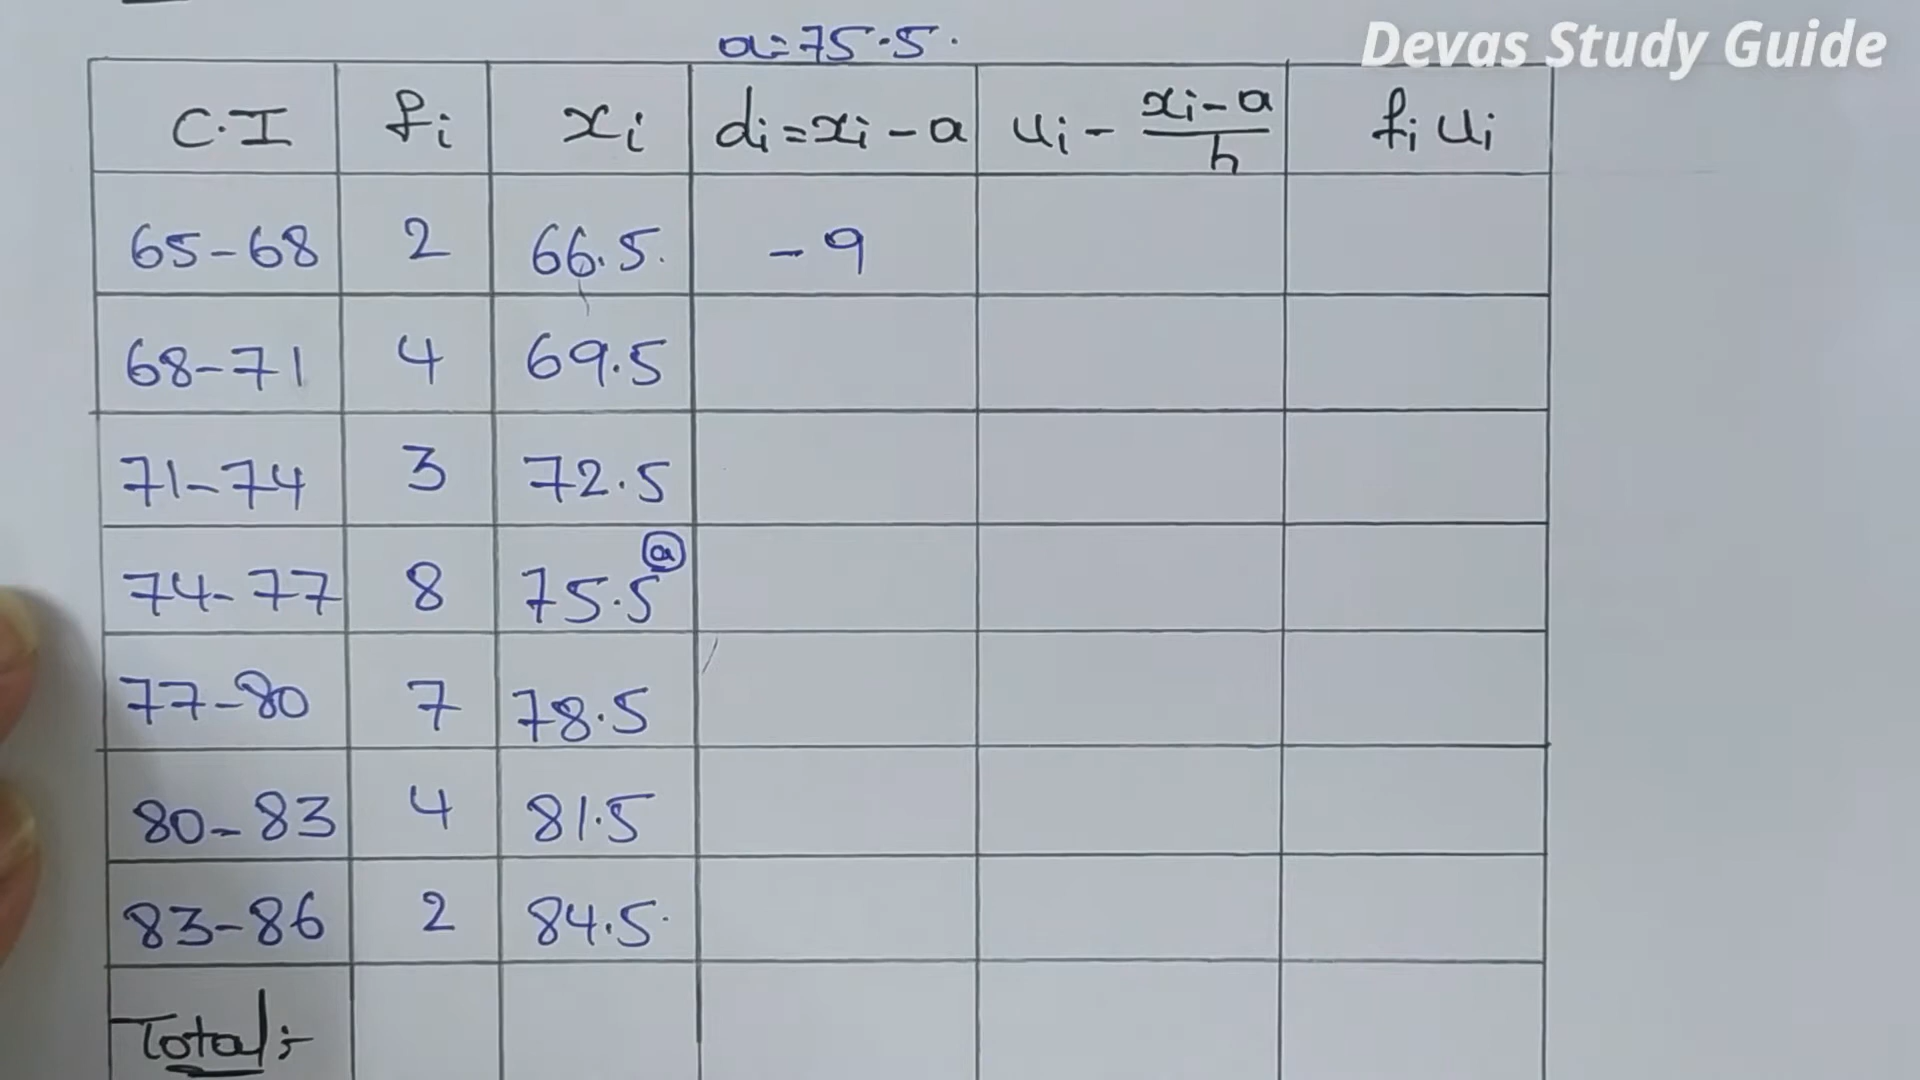 Devas Study Guide
a=75.5.
C.I fi xi di=xi-a ui - xi-a/h fiui
65-68 2 66.5. -9
68-71 4 69.5
71-74 3 72.5
74-77 8 75.5 a
77-80 7 78.5
80-83 4 81.5
83-86 2 84.5.
Total:-